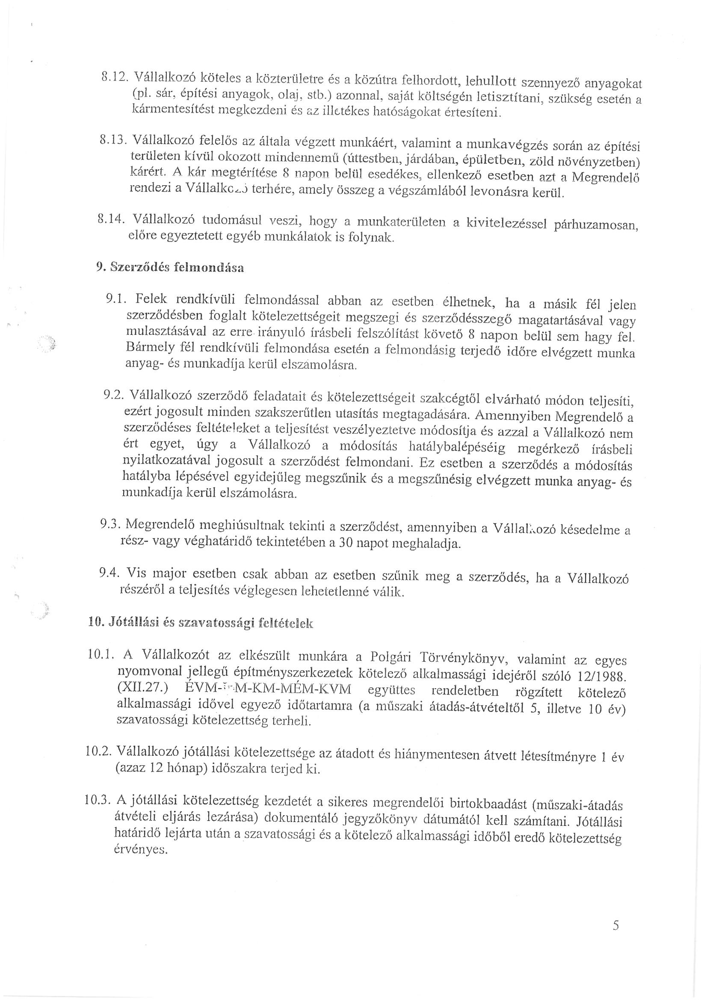 8.12. Vállalkozó köteles a közterületre és a közútra felhordott, lehullott szennyező anyagokat
(pl. sár, építési anyagok, olaj, stb.) azonnal, saját költségén letisztítani, szükség esetén a
kármentesítést megkezdeni és az illetékes hatóságokat értesíteni.
8.13. Vállalkozó felelős az általa végzett munkáért, valamint a munkavégzés során az építési
területen kívül okozott mindennemű (úttestben, járdában, épületben, zöld növényzetben)
kárért. A kár megtérítése 8 napon belül esedékes, ellenkező esetben azt a Megrendelő
rendezi a Vállalkozó terhére, amely összeg a végszámlából levonásra kerül.
8.14. Vállalkozó tudomásul veszi, hogy a munkaterületen a kivitelezéssel párhuzamosan,
előre egyeztetett egyéb munkálatok is folynak.
9. Szerződés felmondása
9.1. Felek rendkívüli felmondással abban az esetben élhetnek, ha a másik fél jelen
szerződésben foglalt kötelezettségeit megszegi és szerződésszegő magatartásával vagy
mulasztásával az erre irányuló írásbeli felszólítást követő 8 napon belül sem hagy fel.
Bármely fél rendkívüli felmondása esetén a felmondásig terjedő időre elvégzett munka
anyag- és munkadíja kerül elszámolásra.
9.2. Vállalkozó szerződő feladatait és kötelezettségeit szakcégtől elvárható módon teljesíti,
ezért jogosult minden szakszerűtlen utasítás megtagadására. Amennyiben Megrendelő a
szerződéses feltételeket a teljesítést veszélyeztetve módosítja és azzal a Vállalkozó nem
ért egyet, úgy a Vállalkozó a módosítás hatálybalépéséig megérkező írásbeli
nyilatkozatával jogosult a szerződést felmondani. Ez esetben a szerződés a módosítás
hatályba lépésével egyidejűleg megszűnik és a megszűnésig elvégzett munka anyag- és
munkadíja kerül elszámolásra.
9.3. Megrendelő meghiúsultnak tekinti a szerződést, amennyiben a Vállalkozó késedelme a
rész- vagy véghatáridő tekintetében a 30 napot meghaladja.
9.4. Vis major esetben csak abban az esetben szűnik meg a szerződés, ha a Vállalkozó
részéről a teljesítés véglegesen lehetetlenné válik.
10. Jótállási és szavatossági feltételek
10.1. A Vállalkozót az elkészült munkára a Polgári Törvénykönyv, valamint az egyes
nyomvonal jellegű építményszerkezetek kötelező alkalmassági idejéről szóló 12/1988.
(XII.27.) együttes rendeletben rögzített kötelező
alkalmassági idővel egyező időtartamra (a műszaki átadás-átvételtől 5, illetve 10 év)
szavatossági kötelezettség terheli.
10.2. Vállalkozó jótállási kötelezettsége az átadott és hiánymentesen átvett létesítményre 1 év
(azaz 12 hónap) időszakra terjed ki.
10.3. A jótállási kötelezettség kezdetét a sikeres megrendelői birtokbaadást (műszaki-átadás
átvételi eljárás lezárása) dokumentáló jegyzőkönyv dátumától kell számítani. Jótállási
határidő lejárta után a szavatossági és a kötelező alkalmassági időből eredő kötelezettség
érvényes.
5